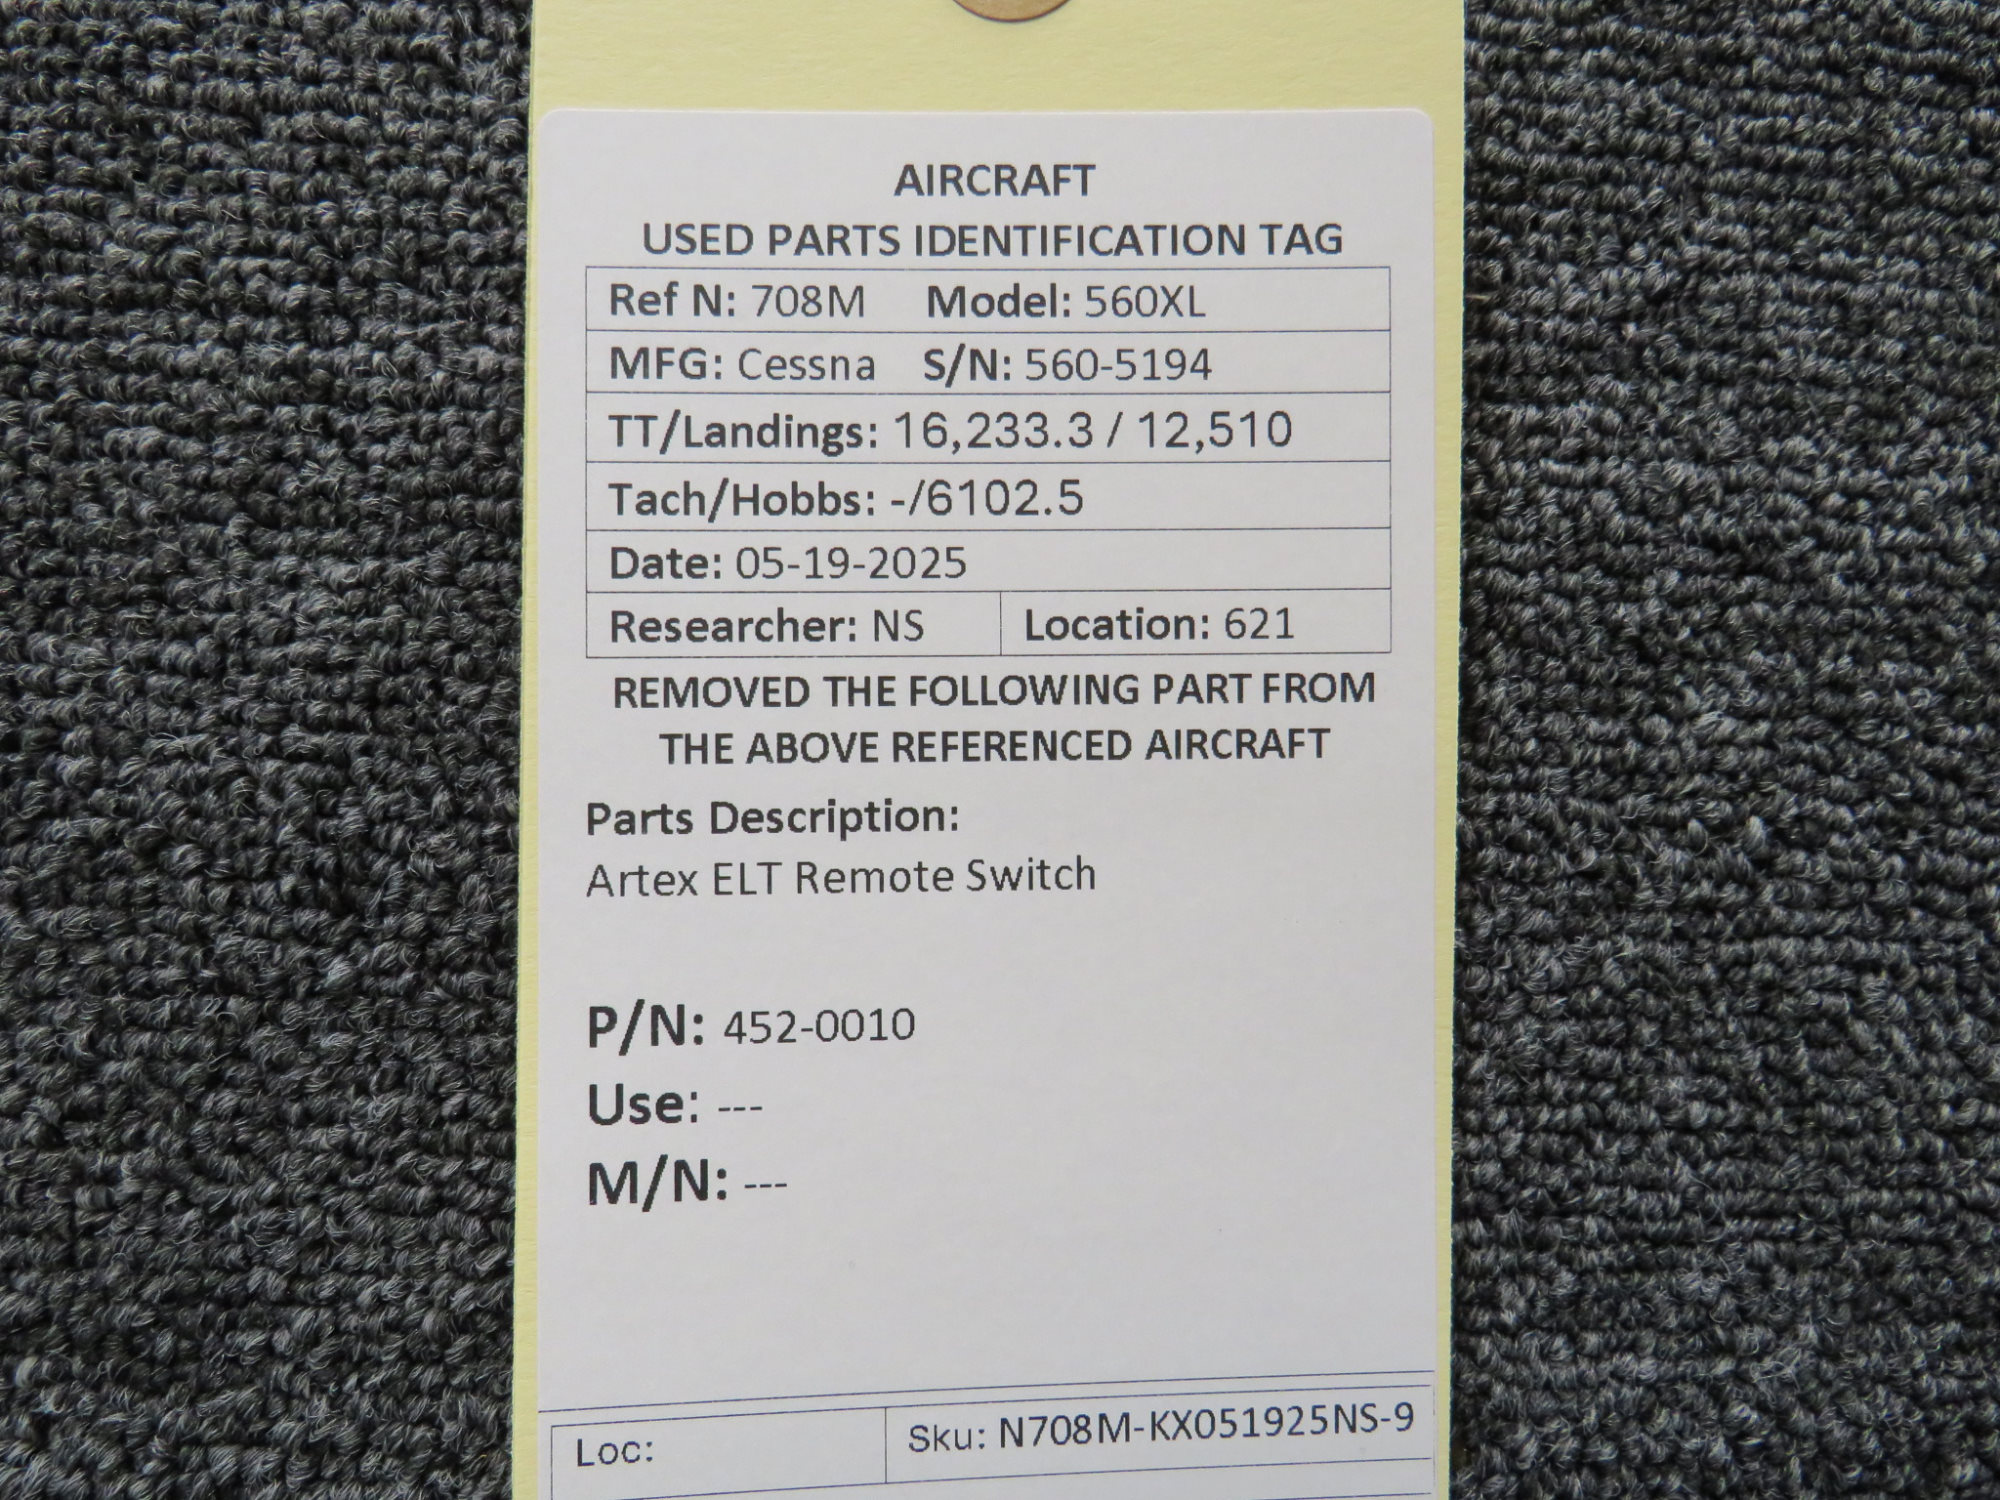 AIRCRAFT
USED PARTS IDENTIFICATION TAG
Ref N: 708M Model: 560XL
MFG: Cessna S/N: 560-5194
TT/Landings: 16,233.3 / 12,510
Tach/Hobbs: -/6102.5
Date: 05-19-2025
Researcher: NS Location: 621
REMOVED THE FOLLOWING PART FROM
THE ABOVE REFERENCED AIRCRAFT
Parts Description:
Artex ELT Remote Switch
P/N: 452-0010
Use: ---
M/N: ---
Loc: Sku: N708M-KX051925NS-9